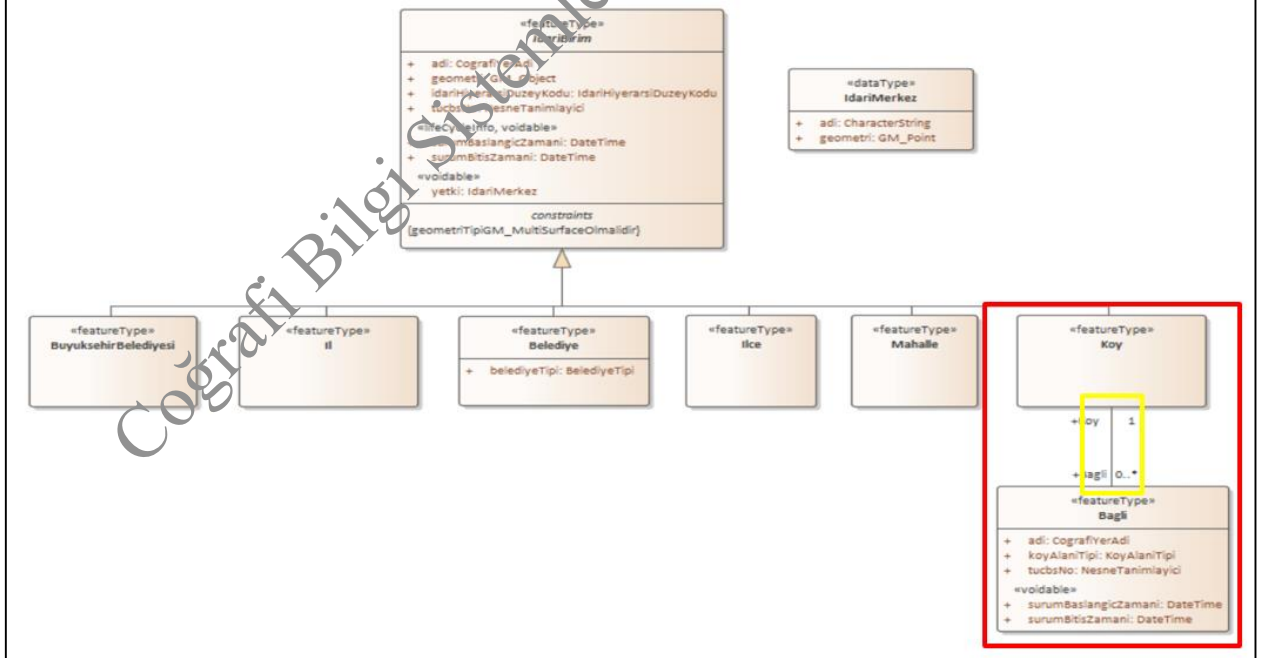 «featureType»
IdariBirim
+ adi: CografiYerAdi
+ geometri: GM_Object
+ idariHiyerarsiDuzeyKodu: IdariHiyerarsiDuzeyKodu
+ NesneTanimlayici
«lifeCycleInfo, voidable»
+ surumBaslangicZamani: DateTime
+ surumBitisZamani: DateTime
«voidable»
yetki: IdariMerkez
constraints
{geometriTipiGM_MultiSurfaceOlmalidir}
«dataType»
IdariMerkez
+ adi: CharacterString
+ geometri: GM_Point
Coğrafi Bilgi
«featureType»
BuyuksehirBelediyesi
«featureType»
Il
«featureType»
Belediye
+ belediyeTipi: BelediyeTipi
«featureType»
Ilce
«featureType»
Mahalle
«featureType»
Koy
+Koy 1
+Bagli 0..*
«featureType»
Bagli
+ adi: CografiYerAdi
+ koyAlaniTipi: KoyAlaniTipi
+ tucbsNo: NesneTanimlayici
«voidable»
+ surumBaslangicZamani: DateTime
+ surumBitisZamani: DateTime